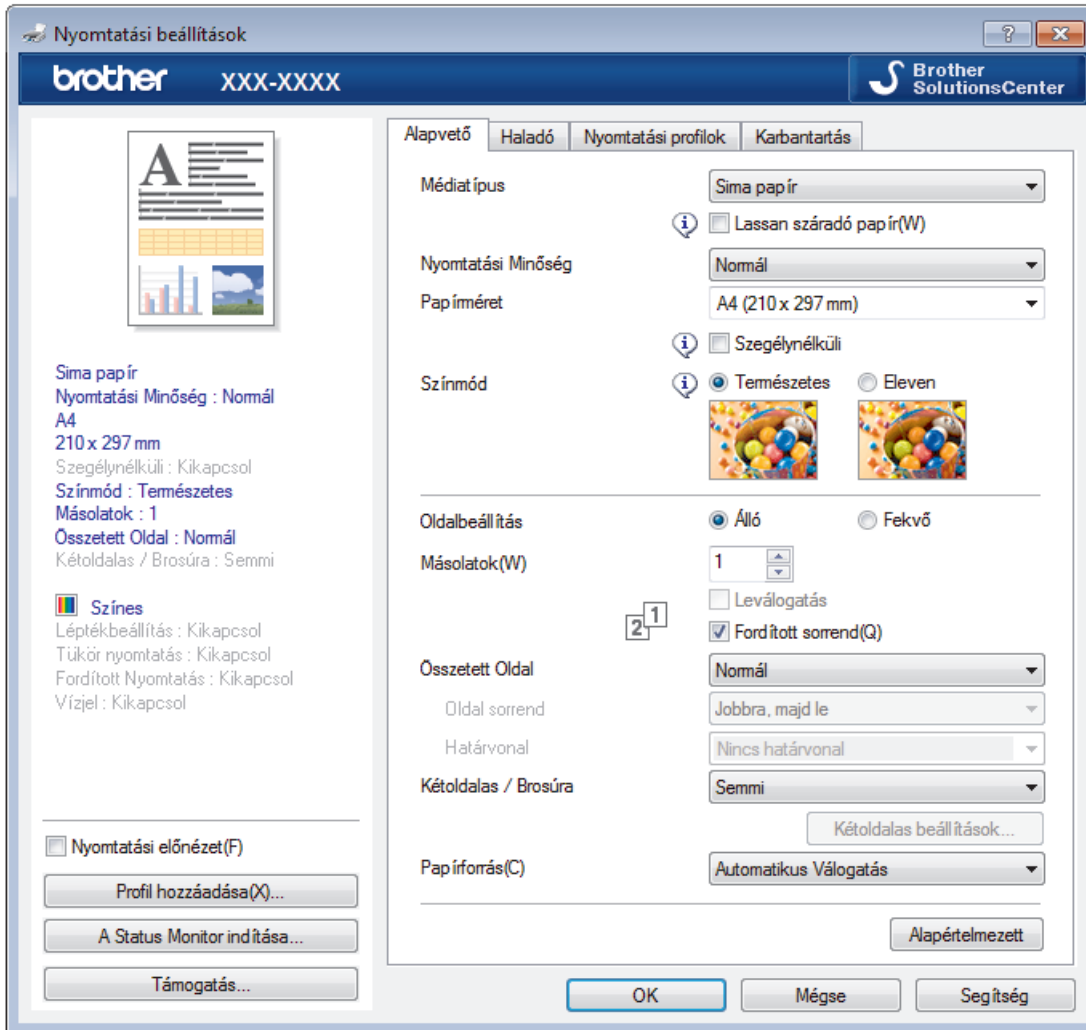 Nyomtatási beállítások
brother XXX-XXXX
Brother
SolutionsCenter
A
Sima papír
Nyomtatási Minőség : Normál
A4
210 x 297 mm
Szegélynélküli : Kikapcsol
Színmód : Természetes
Másolatok : 1
Összetett Oldal : Normál
Kétoldalas / Brosúra : Semmi
Színes
Léptékbeállítás : Kikapcsol
Tükör nyomtatás : Kikapcsol
Fordított Nyomtatás : Kikapcsol
Vízjel : Kikapcsol
Nyomtatási előnézet(F)
Profil hozzáadása(X)...
A Status Monitor indítása...
Támogatás...
Alapvető Haladó Nyomtatási profilok Karbantartás
Médiatípus Sima papír
Lassan száradó papír(W)
Nyomtatási Minőség Normál
Papírméret A4 (210 x 297 mm)
Szegélynélküli
Színmód Természetes Eleven
Oldalbeállítás Álló Fekvő
Másolatok(W) 1
Leválogatás
2 1 Fordított sorrend(Q)
Összetett Oldal Normál
Oldal sorrend Jobbra, majd le
Határvonal Nincs határvonal
Kétoldalas / Brosúra Semmi
Kétoldalas beállítások...
Papírforrás(C) Automatikus Válogatás
Alapértelmezett
OK Mégse Segítség